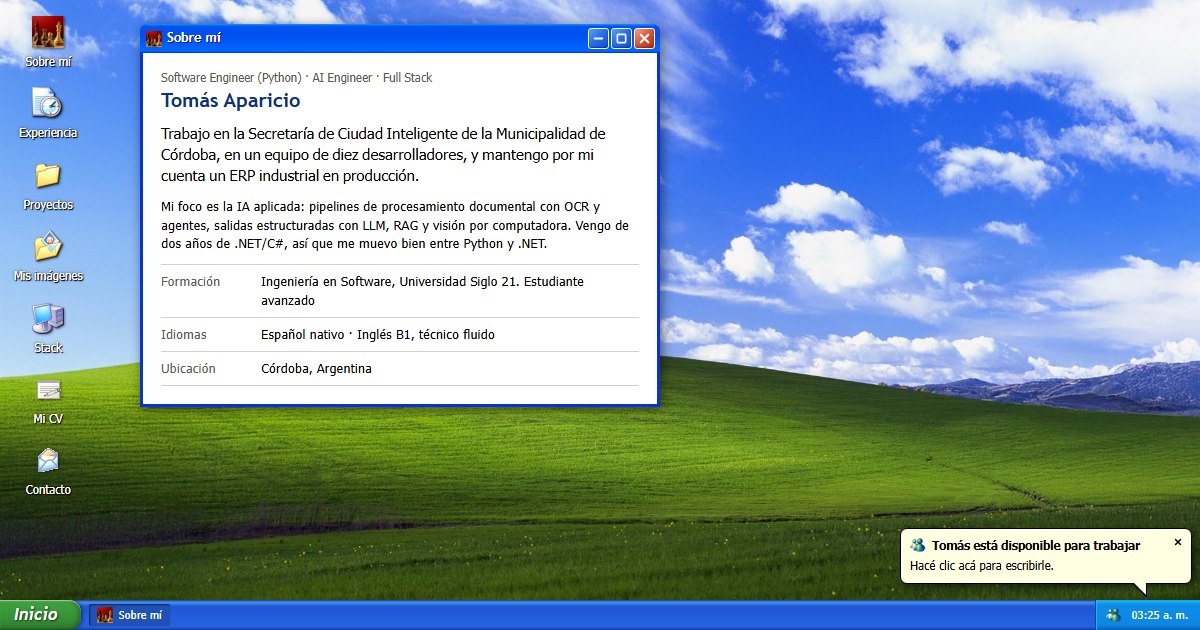 Sobre mí
Experiencia
Proyectos
Mis imágenes
Stack
Mi CV
Contacto
Sobre mí
Software Engineer (Python) · AI Engineer · Full Stack
Tomás Aparicio
Trabajo en la Secretaría de Ciudad Inteligente de la Municipalidad de
Córdoba, en un equipo de diez desarrolladores, y mantengo por mi
cuenta un ERP industrial en producción.
Mi foco es la IA aplicada: pipelines de procesamiento documental con OCR y
agentes, salidas estructuradas con LLM, RAG y visión por computadora. Vengo de
dos años de .NET/C#, así que me muevo bien entre Python y .NET.
Formación
Ingeniería en Software, Universidad Siglo 21. Estudiante
avanzado
Idiomas
Español nativo · Inglés B1, técnico fluido
Ubicación
Córdoba, Argentina
Tomás está disponible para trabajar
Hacé clic acá para escribirle.
Inicio
Sobre mí
03:25 a. m.